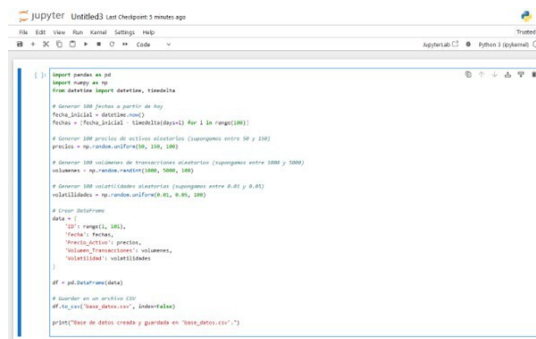 jupyter Untitled3 Last Checkpoint: 5 minutes ago
File Edit View Run Kernel Settings Help
Trusted
Code
JupyterLab
Python 3 (ipykernel)
[ ]: import pandas as pd
import numpy as np
from datetime import datetime, timedelta
# Generar 100 fechas a partir de hoy
fecha_inicial = datetime.now()
fechas = [fecha_inicial - timedelta(days=i) for i in range(100)]
# Generar 100 precios de activos aleatorios (supongamos entre 50 y 150)
precios = np.random.uniform(50, 150, 100)
# Generar 100 volúmenes de transacciones aleatorios (supongamos entre 1000 y 5000)
volumenes = np.random.randint(1000, 5000, 100)
# Generar 100 volatilidades aleatorias (supongamos entre 0.01 y 0.05)
volatilidades = np.random.uniform(0.01, 0.05, 100)
# Crear DataFrame
data = {
'ID': range(1, 101),
'Fecha': fechas,
'Precio_Activo': precios,
'Volumen_Transacciones': volumenes,
'Volatilidad': volatilidades
}
df = pd.DataFrame(data)
# Guardar en un archivo CSV
df.to_csv('base_datos.csv', index=False)
print("Base de datos creada y guardada en 'base_datos.csv'.")